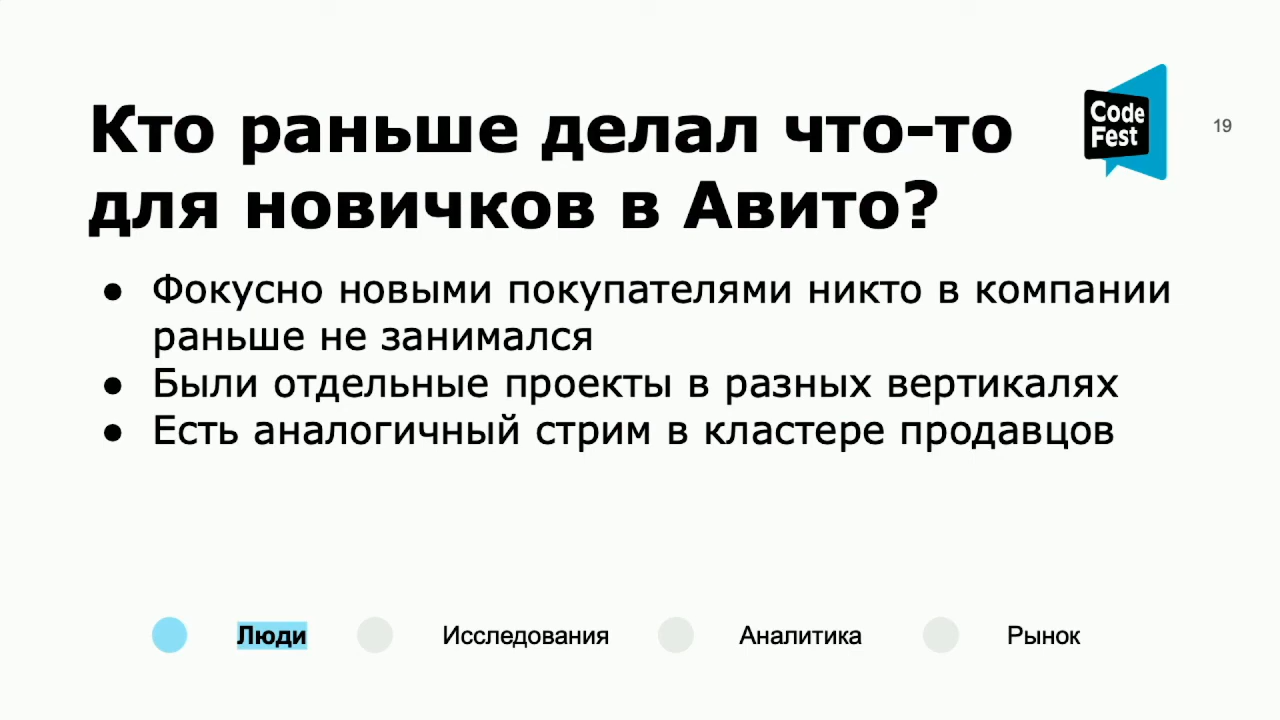 Кто раньше делал что-то
для новичков в Авито?
Code
Fest
19
● Фокусно новыми покупателями никто в компании
раньше не занимался
● Были отдельные проекты в разных вертикалях
● Есть аналогичный стрим в кластере продавцов
Люди Исследования Аналитика Рынок